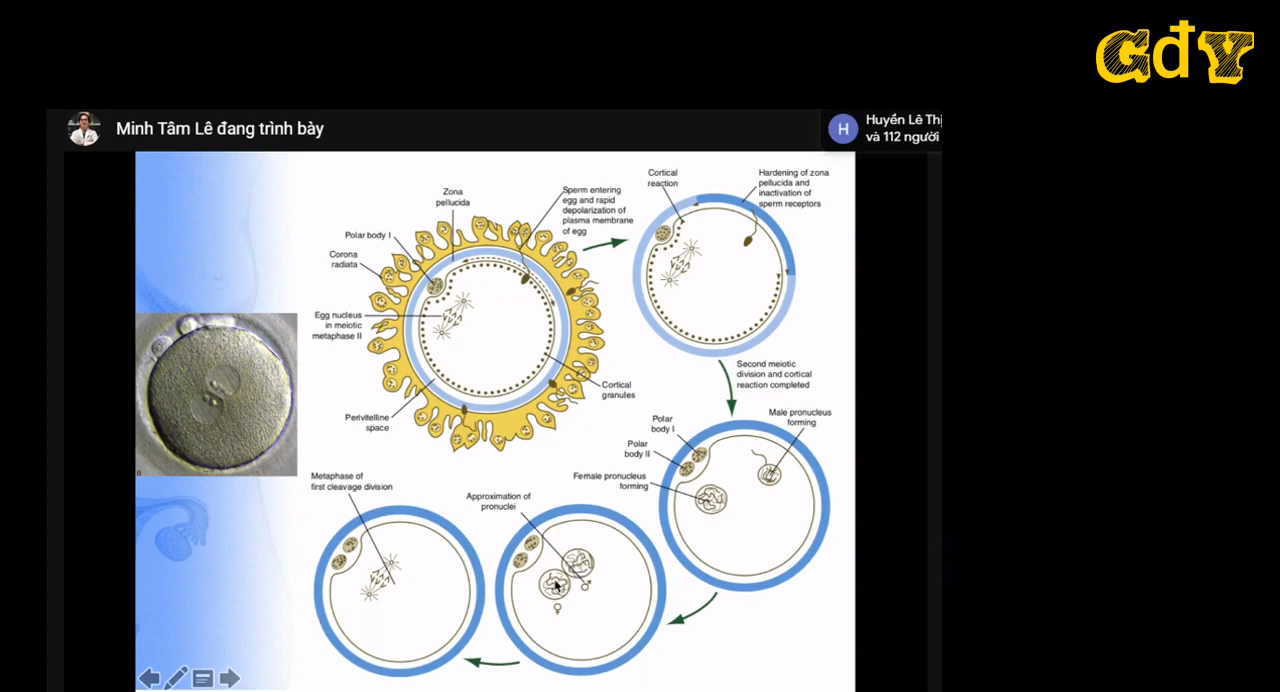 GđY
Minh Tâm Lê đang trình bày
H
Huyền Lê Thị
và 112 người
Zona
pellucida
Sperm entering
egg and rapid
depolarization of
plasma membrane
of egg
Polar body I
Corona
radiata
Egg nucleus
in meiotic
metaphase II
Perivitelline
space
Cortical
granules
Cortical
reaction
Hardening of zona
pellucida and
inactivation of
sperm receptors
Second meiotic
division and cortical
reaction completed
Polar
body I
Polar
body II
Male pronucleus
forming
Female pronucleus
forming
Approximation of
pronuclei
♂
♀
Metaphase of
first cleavage division